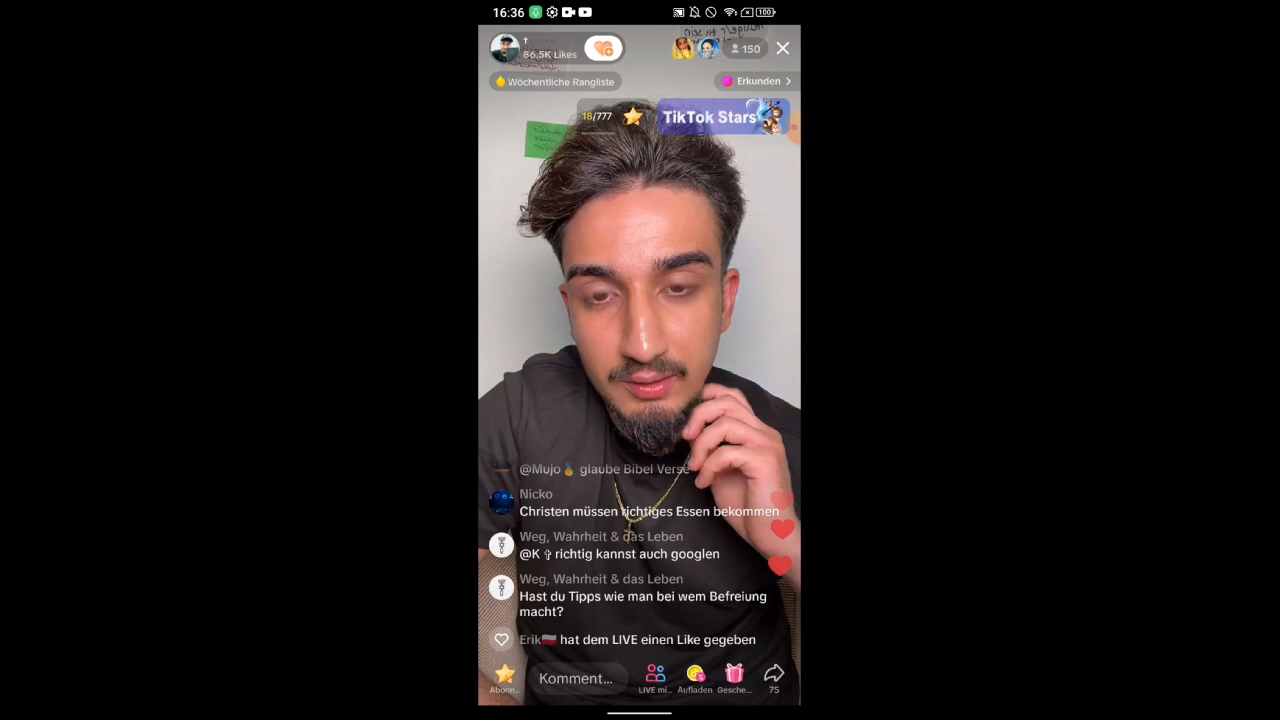 16:36
100
†
86.5K Likes
150
Wöchentliche Rangliste
Erkunden
18/777
TikTok Stars
@Mujo🏅 glaube Bibel Verse
Nicko
Christen müssen richtiges Essen bekommen
Weg, Wahrheit & das Leben
@K ✞ richtig kannst auch googlen
Weg, Wahrheit & das Leben
Hast du Tipps wie man bei wem Befreiung
macht?
Erik🇵🇱 hat dem LIVE einen Like gegeben
Abonn...
Komment...
LIVE mi...
Aufladen
Gesche...
75